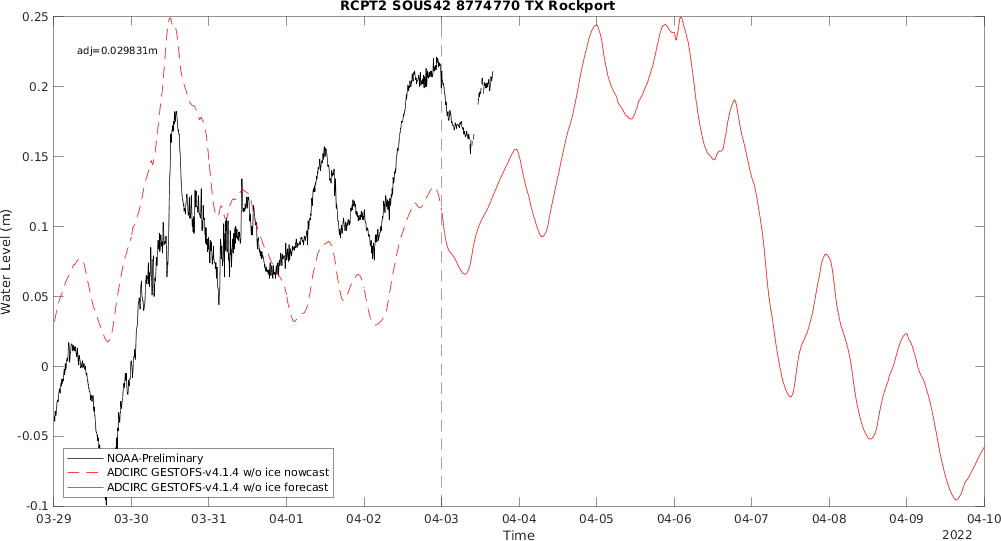 RCPT2 SOUS42 8774770 TX Rockport
adj=0.029831m
0.25
0.2
0.15
0.1
0.05
0
-0.05
-0.1
Water Level (m)
NOAA-Preliminary
ADCIRC GESTOFS-v4.1.4 w/o ice nowcast
ADCIRC GESTOFS-v4.1.4 w/o ice forecast
03-29 03-30 03-31 04-01 04-02 04-03 04-04 04-05 04-06 04-07 04-08 04-09 04-10
Time
2022